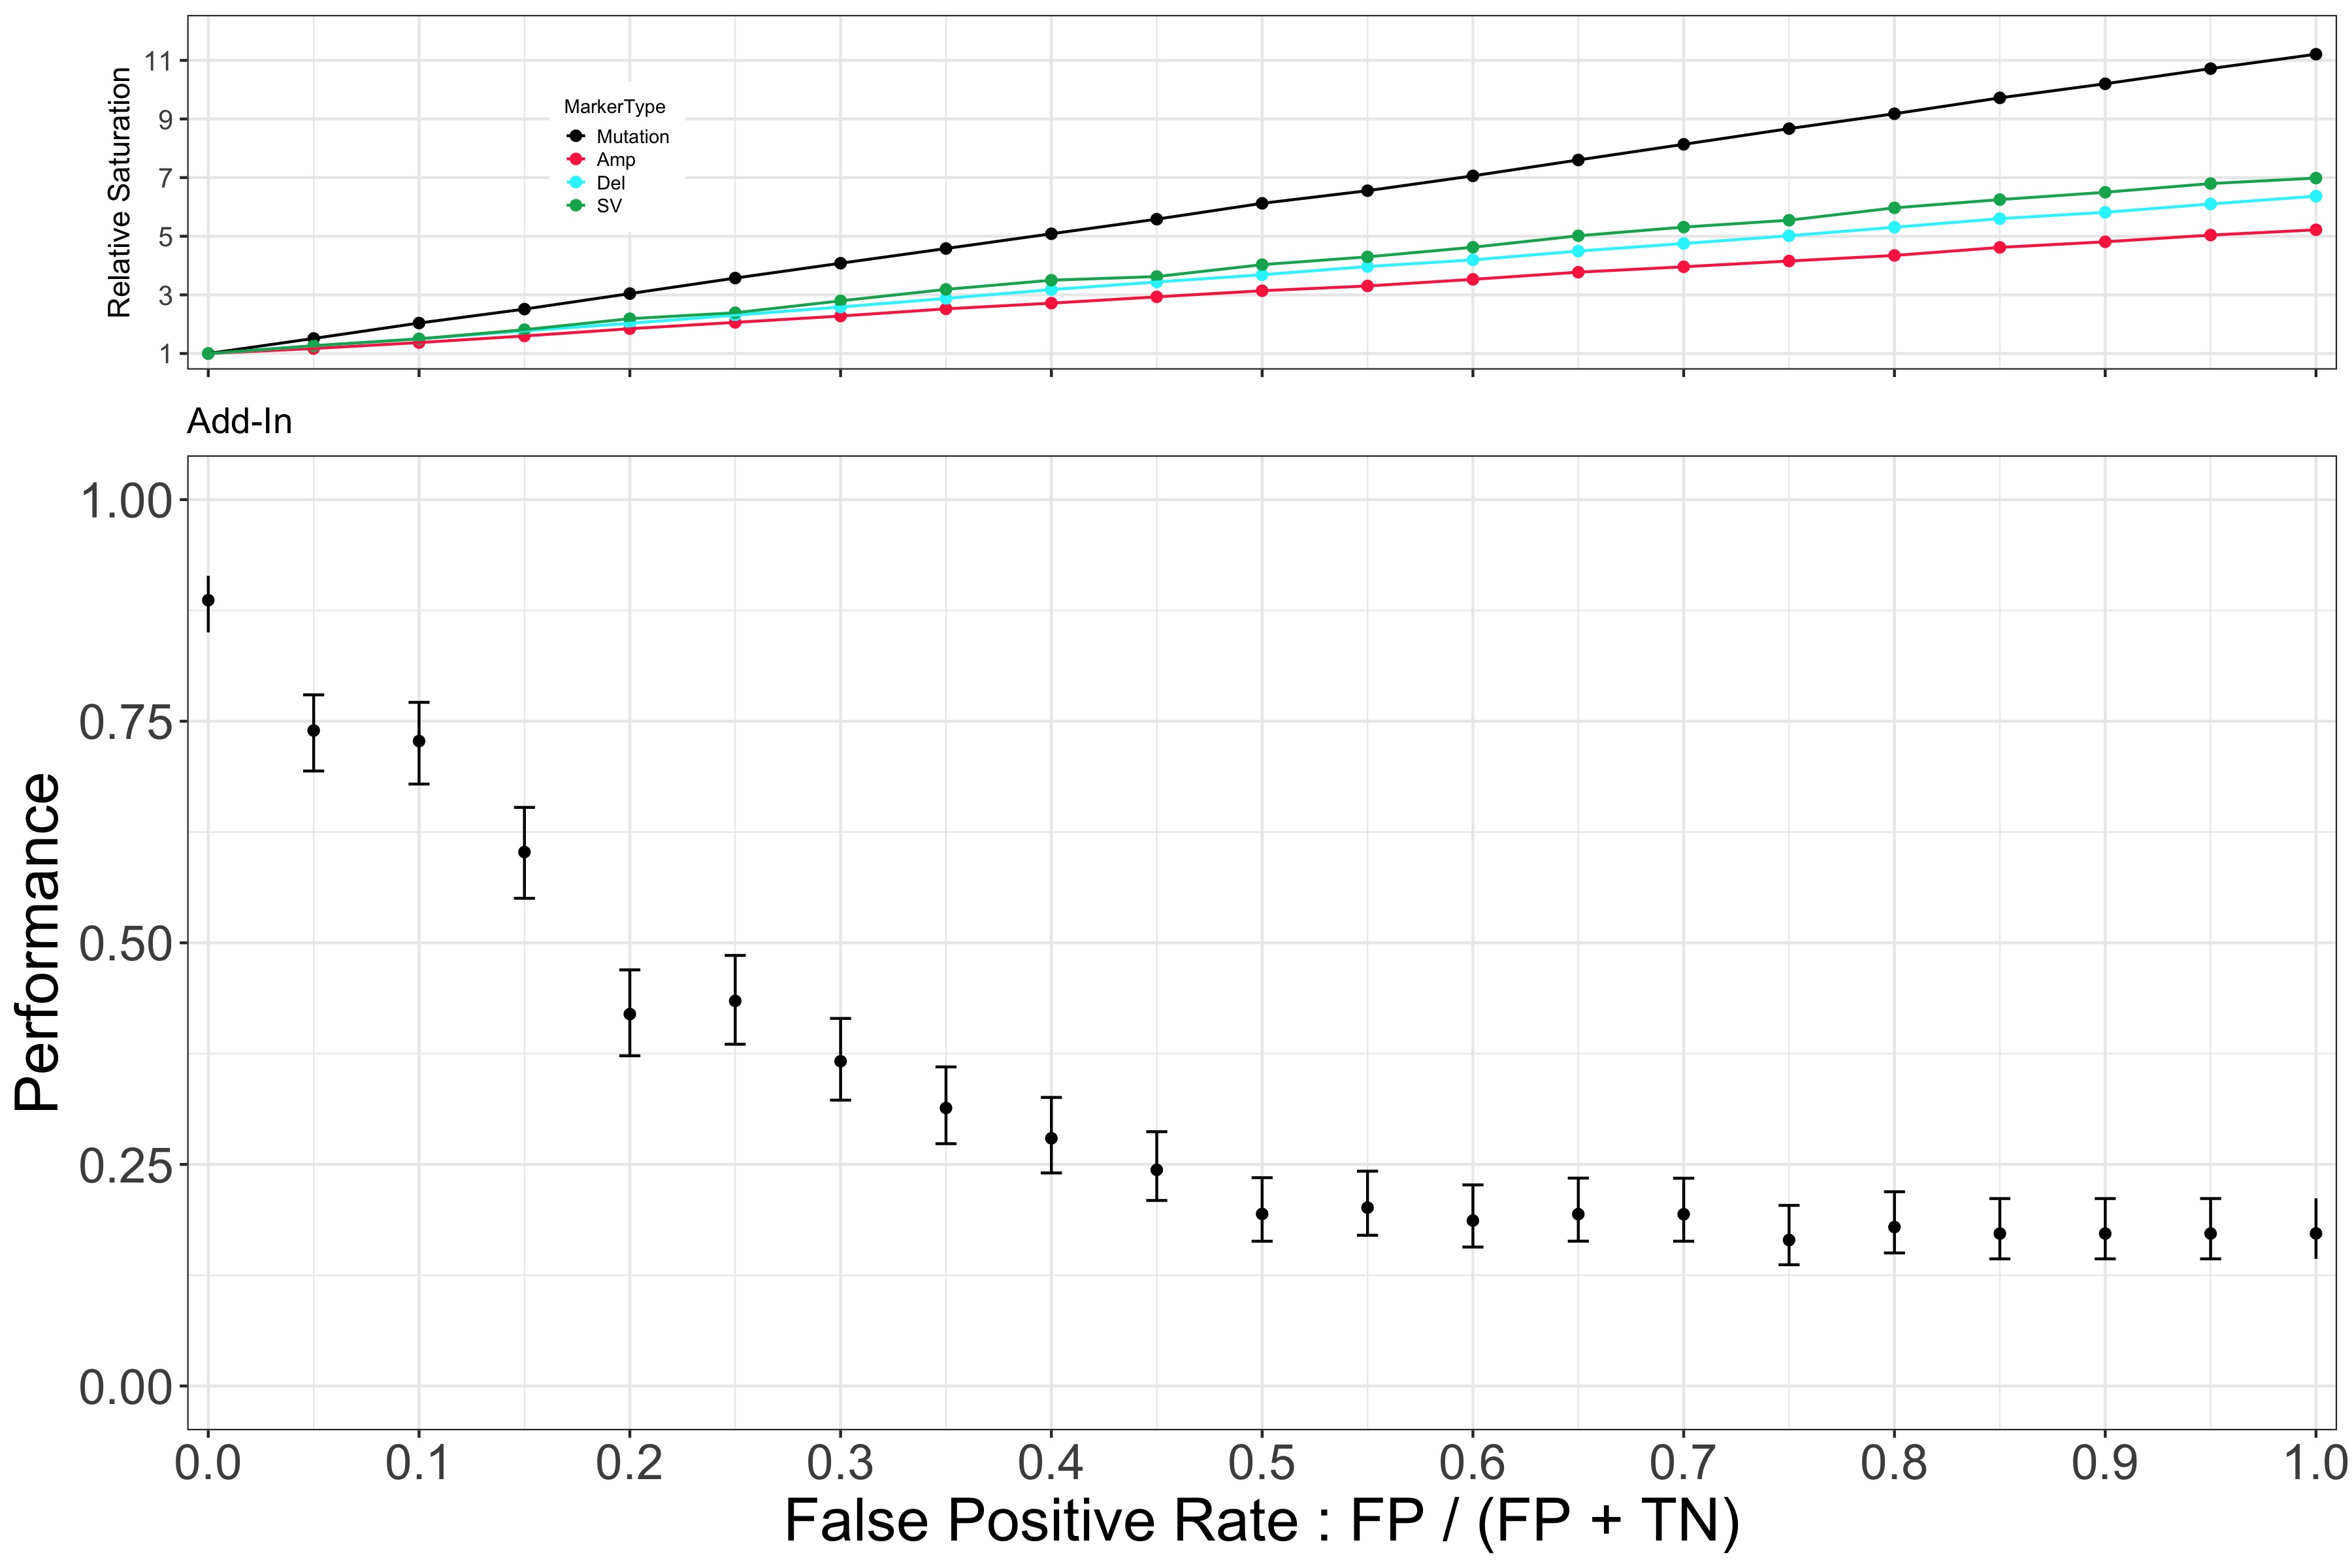 Relative Saturation
11
9
7
5
3
1
MarkerType
Mutation
Amp
Del
SV
Add-In
Performance
1.00
0.75
0.50
0.25
0.00
0.0 0.1 0.2 0.3 0.4 0.5 0.6 0.7 0.8 0.9 1.0
False Positive Rate : FP / (FP + TN)